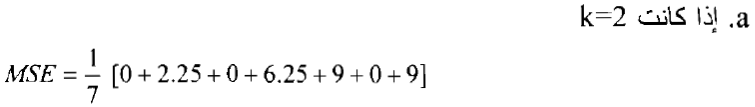 a. إذا كانت k=2
MSE = 1/7 [0 + 2.25 + 0 + 6.25 + 9 + 0 + 9]